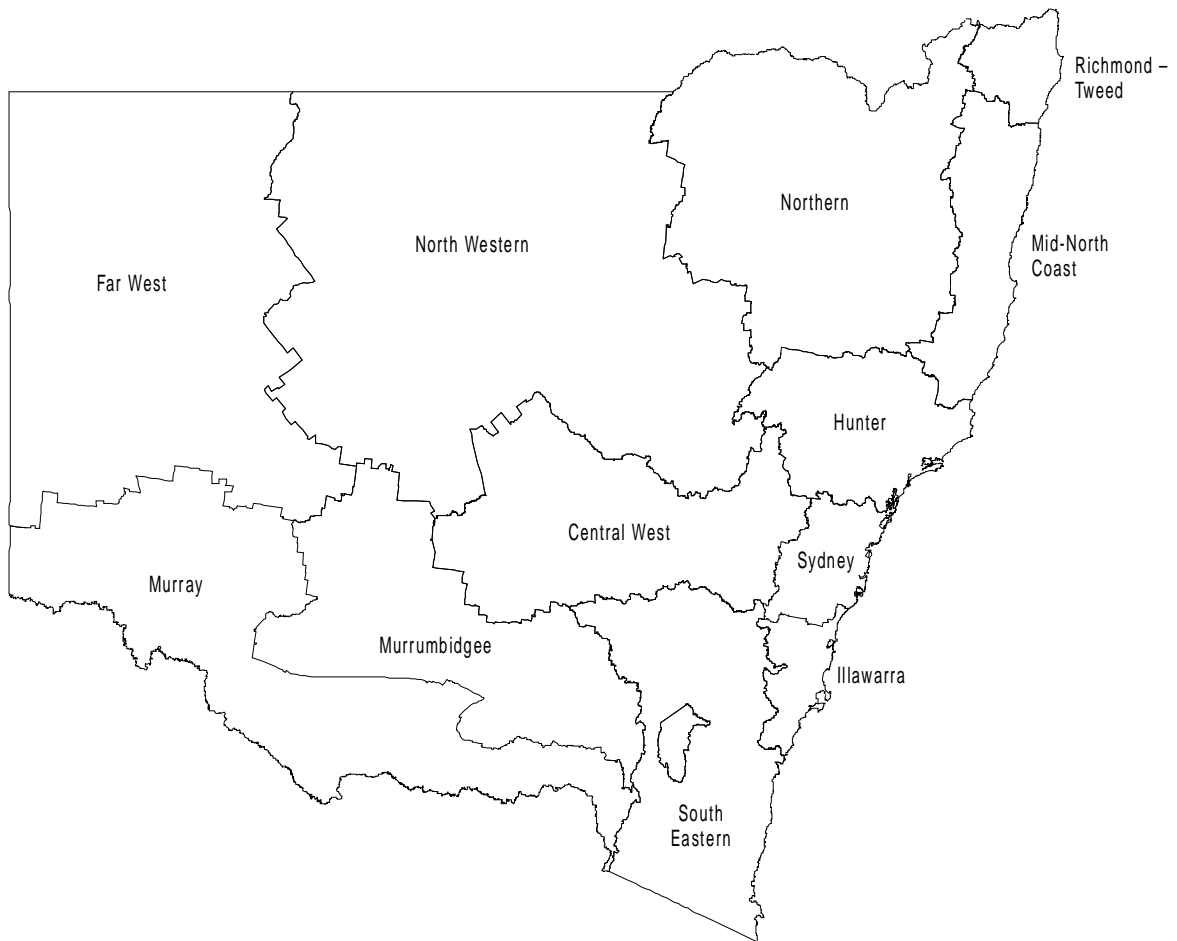 Richmond –
Tweed
Northern
North Western
Mid-North
Coast
Far West
Hunter
Central West
Sydney
Murray
Murrumbidgee
Illawarra
South
Eastern